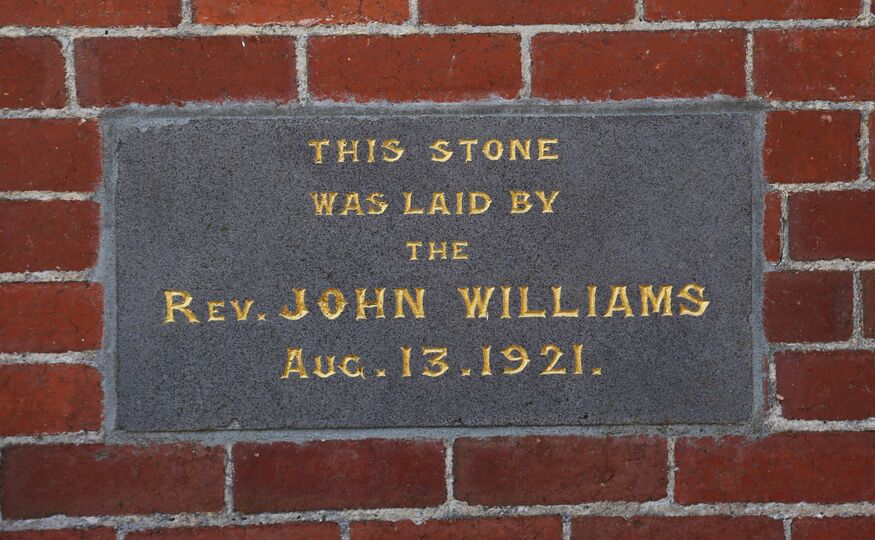 THIS STONE
WAS LAID BY
THE
REV. JOHN WILLIAMS
AUG. 13. 1921.